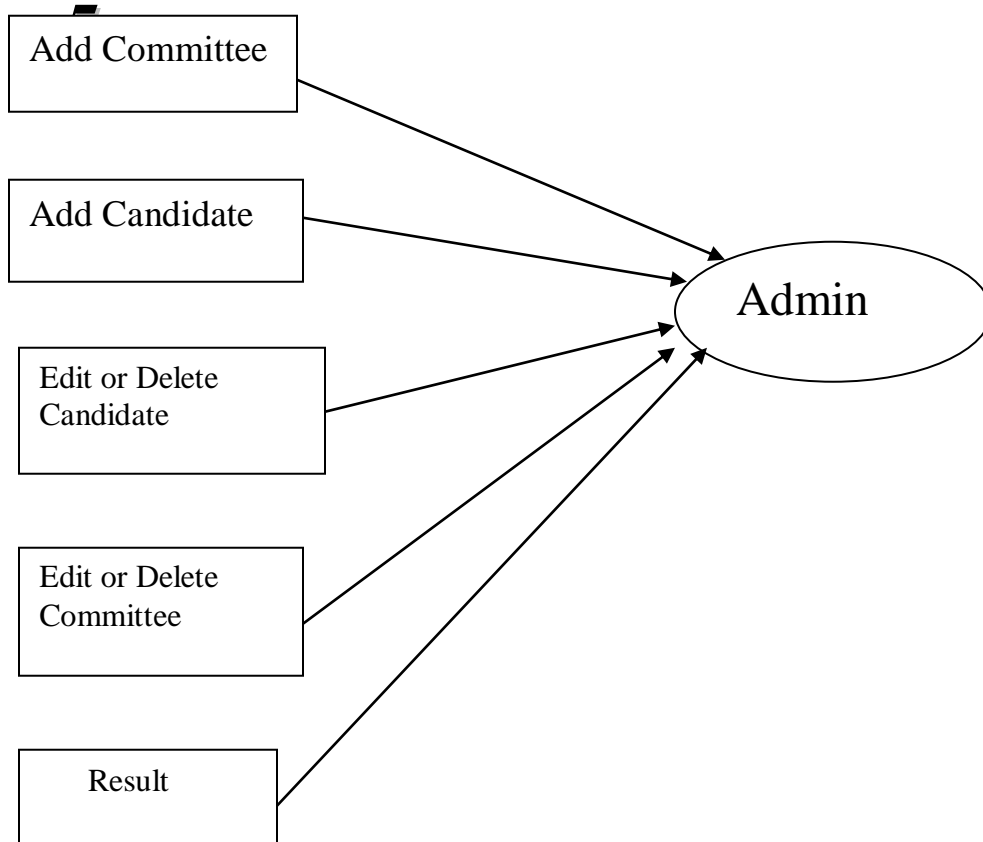 Add Committee
Add Candidate
Admin
Edit or Delete
Candidate
Edit or Delete
Committee
Result